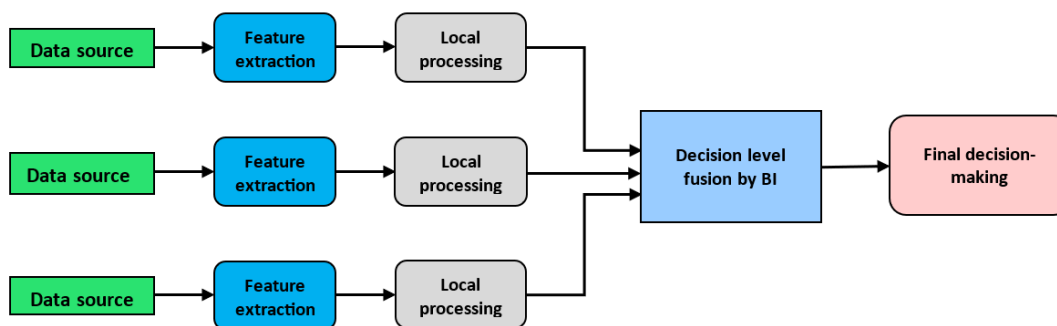 Data source
Feature
extraction
Local
processing
Data source
Feature
extraction
Local
processing
Decision level
fusion by BI
Final decision-
making
Data source
Feature
extraction
Local
processing